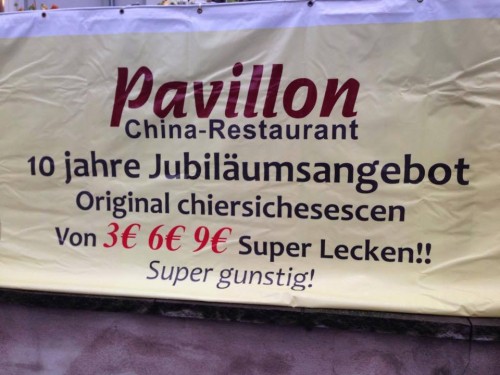 Pavillon
China-Restaurant
10 jahre Jubiläumsangebot
Original chiersichesescen
Von 3€ 6€ 9€ Super Lecken!!
Super gunstig!